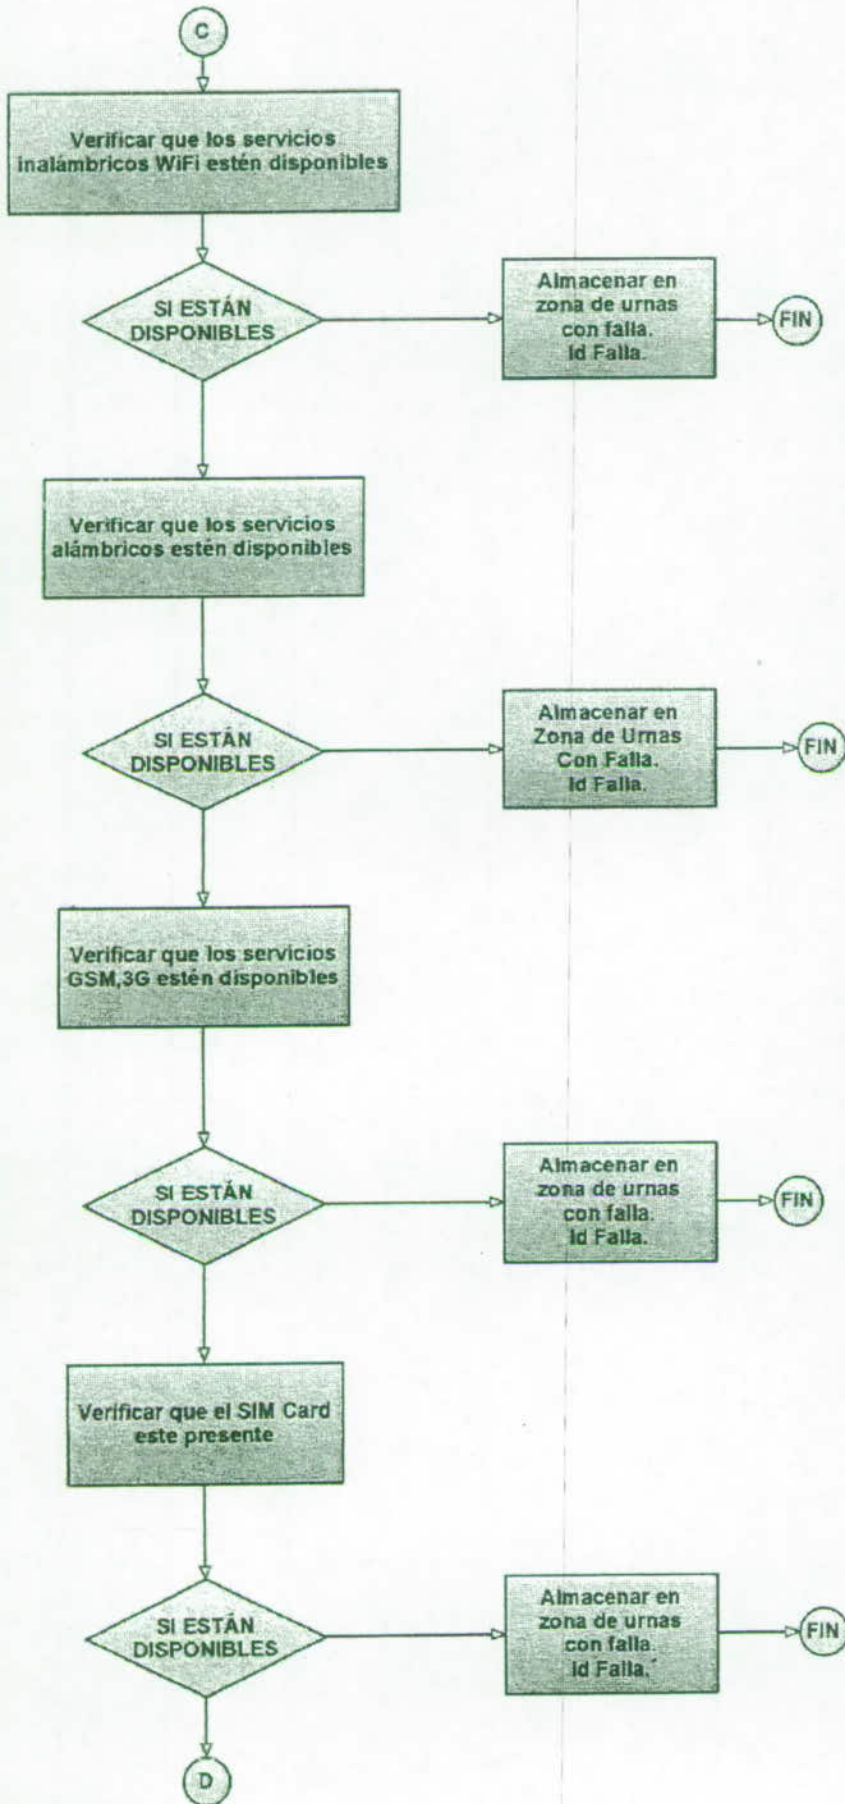 C
Verificar que los servicios
inalámbricos WiFi estén disponibles
SI ESTÁN
DISPONIBLES
Almacenar en
zona de urnas
con falla.
Id Falla.
FIN
Verificar que los servicios
alámbricos estén disponibles
SI ESTÁN
DISPONIBLES
Almacenar en
Zona de Urnas
Con Falla.
Id Falla.
FIN
Verificar que los servicios
GSM,3G estén disponibles
SI ESTÁN
DISPONIBLES
Almacenar en
zona de urnas
con falla.
Id Falla.
FIN
Verificar que el SIM Card
este presente
SI ESTÁN
DISPONIBLES
Almacenar en
zona de urnas
con falla.
Id Falla.
FIN
D